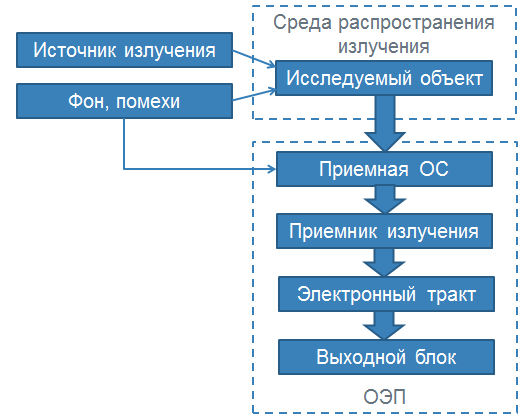 Среда распространения
излучения
Источник излучения
Исследуемый объект
Фон, помехи
Приемная ОС
Приемник излучения
Электронный тракт
Выходной блок
ОЭП